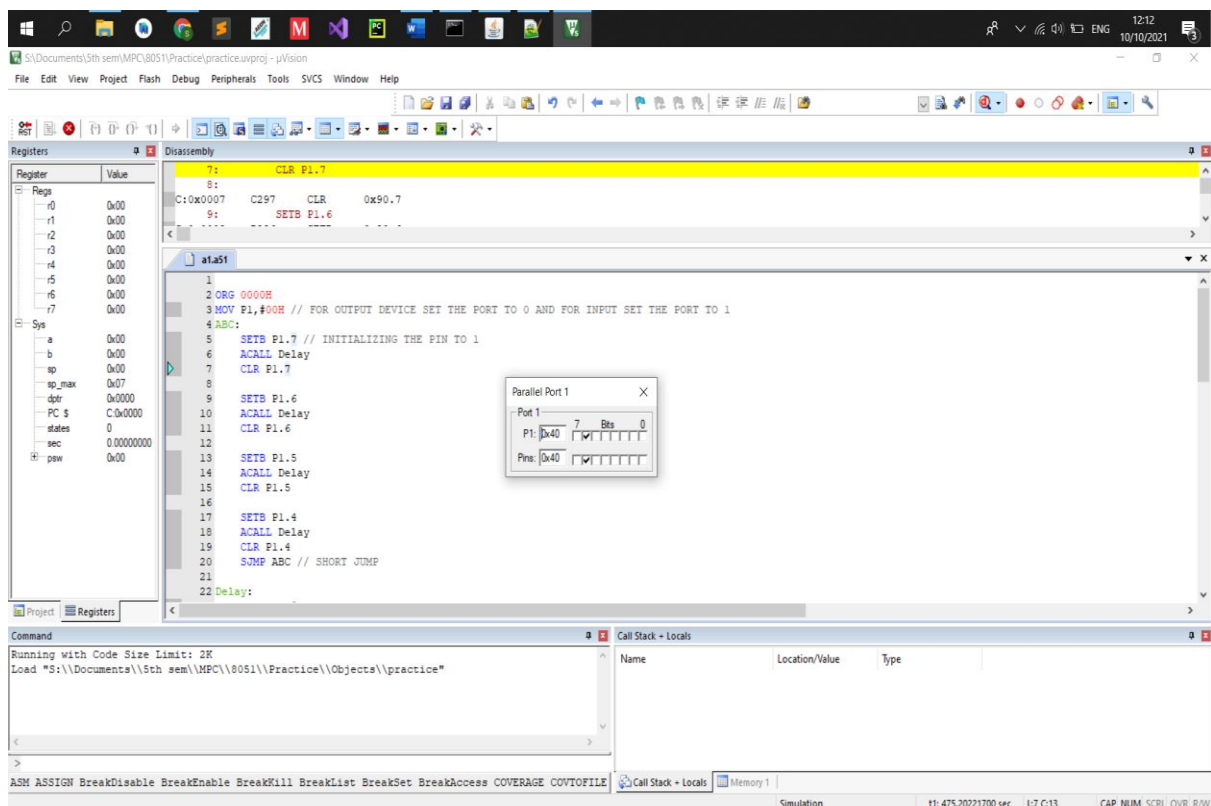 ENG
12:12
10/10/2021
3
S:\Documents\5th sem\MPC\8051\Practice\practice.uvproj - µVision
File Edit View Project Flash Debug Peripherals Tools SVCS Window Help
RST
Registers
Register Value
Regs
r0 0x00
r1 0x00
r2 0x00
r3 0x00
r4 0x00
r5 0x00
r6 0x00
r7 0x00
Sys
a 0x00
b 0x00
sp 0x00
sp_max 0x07
dptr 0x0000
PC $ C:0x0000
states 0
sec 0.00000000
psw 0x00
Project Registers
Disassembly
7: CLR P1.7
8:
C:0x0007 C297 CLR 0x90.7
9: SETB P1.6
a1.a51
1
2 ORG 0000H
3 MOV P1,#00H // FOR OUTPUT DEVICE SET THE PORT TO 0 AND FOR INPUT SET THE PORT TO 1
4 ABC:
5 SETB P1.7 // INITIALIZING THE PIN TO 1
6 ACALL Delay
7 CLR P1.7
8
9 SETB P1.6
10 ACALL Delay
11 CLR P1.6
12
13 SETB P1.5
14 ACALL Delay
15 CLR P1.5
16
17 SETB P1.4
18 ACALL Delay
19 CLR P1.4
20 SJMP ABC // SHORT JUMP
21
22 Delay:
Parallel Port 1
Port 1
7 Bits 0
P1: 0x40
Pins: 0x40
Command
Running with Code Size Limit: 2K
Load "S:\\Documents\\5th sem\\MPC\\8051\\Practice\\Objects\\practice"
>
ASM ASSIGN BreakDisable BreakEnable BreakKill BreakList BreakSet BreakAccess COVERAGE COVTOFILE
Call Stack + Locals
Name Location/Value Type
Call Stack + Locals Memory 1
Simulation t1: 475.20221700 sec L:7 C:13 CAP NUM SCRL OVR R/W